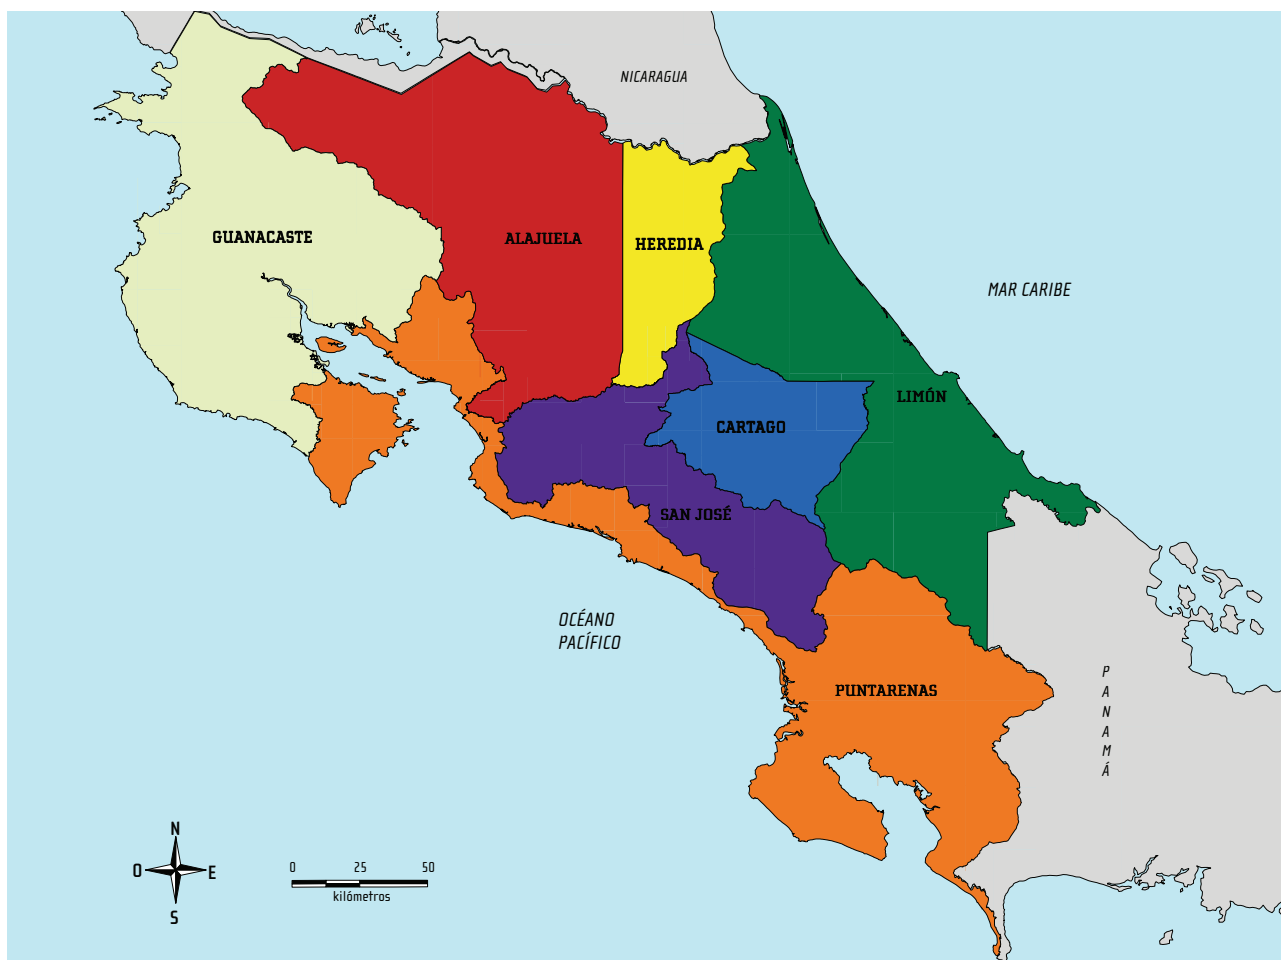 NICARAGUA
GUANACASTE
ALAJUELA
HEREDIA
MAR CARIBE
LIMÓN
CARTAGO
SAN JOSÉ
OCÉANO
PACÍFICO
PUNTARENAS
P
A
N
A
M
Á
N
O
E
S
0 25 50
kilómetros